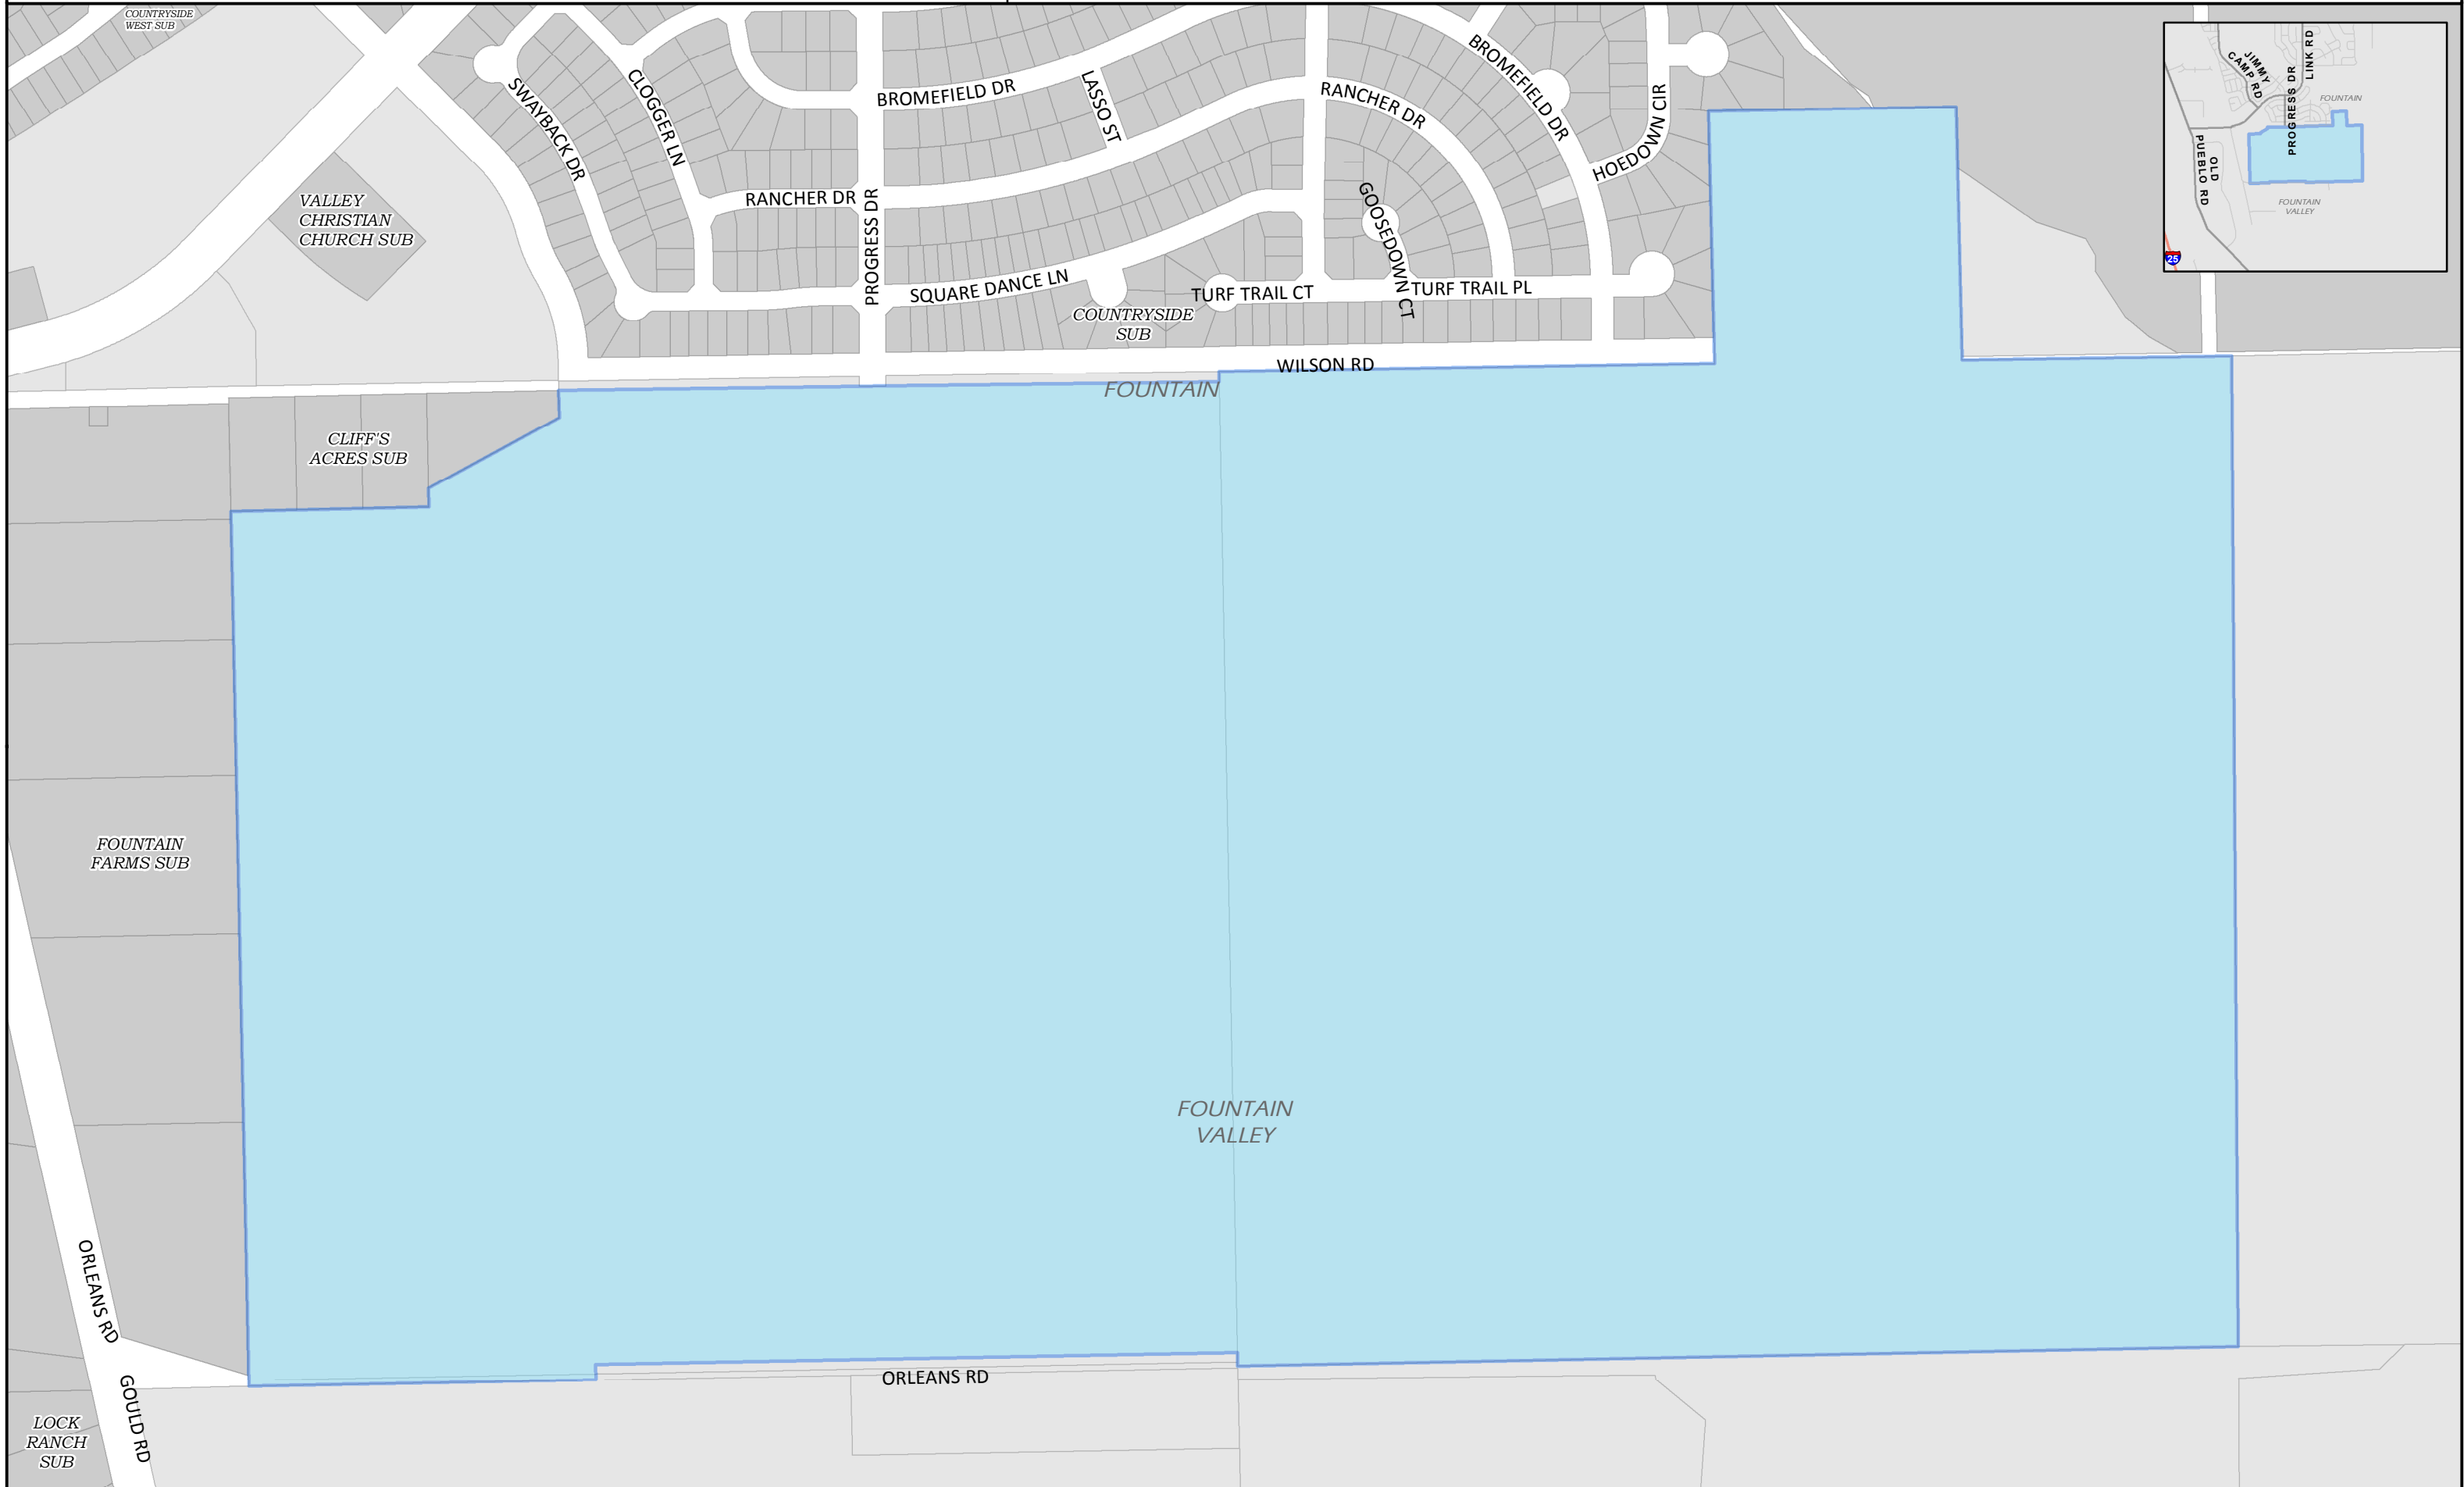 COUNTRYSIDE
WEST SUB
SWAYBACK DR
CLOGGER LN
BROMEFIELD DR
LASSO ST
RANCHER DR
BROMEFIELD DR
HOEDOWN CIR
VALLEY
CHRISTIAN
CHURCH SUB
RANCHER DR
PROGRESS DR
GOOSEDOWN CT
SQUARE DANCE LN
TURF TRAIL CT
TURF TRAIL PL
COUNTRYSIDE
SUB
WILSON RD
FOUNTAIN
CLIFF'S
ACRES SUB
FOUNTAIN
FARMS SUB
FOUNTAIN
VALLEY
ORLEANS RD
ORLEANS RD
GOULD RD
LOCK
RANCH
SUB
JIMMY
CAMP RD
LINK RD
PROGRESS DR
FOUNTAIN
OLD
PUEBLO RD
FOUNTAIN
VALLEY
25